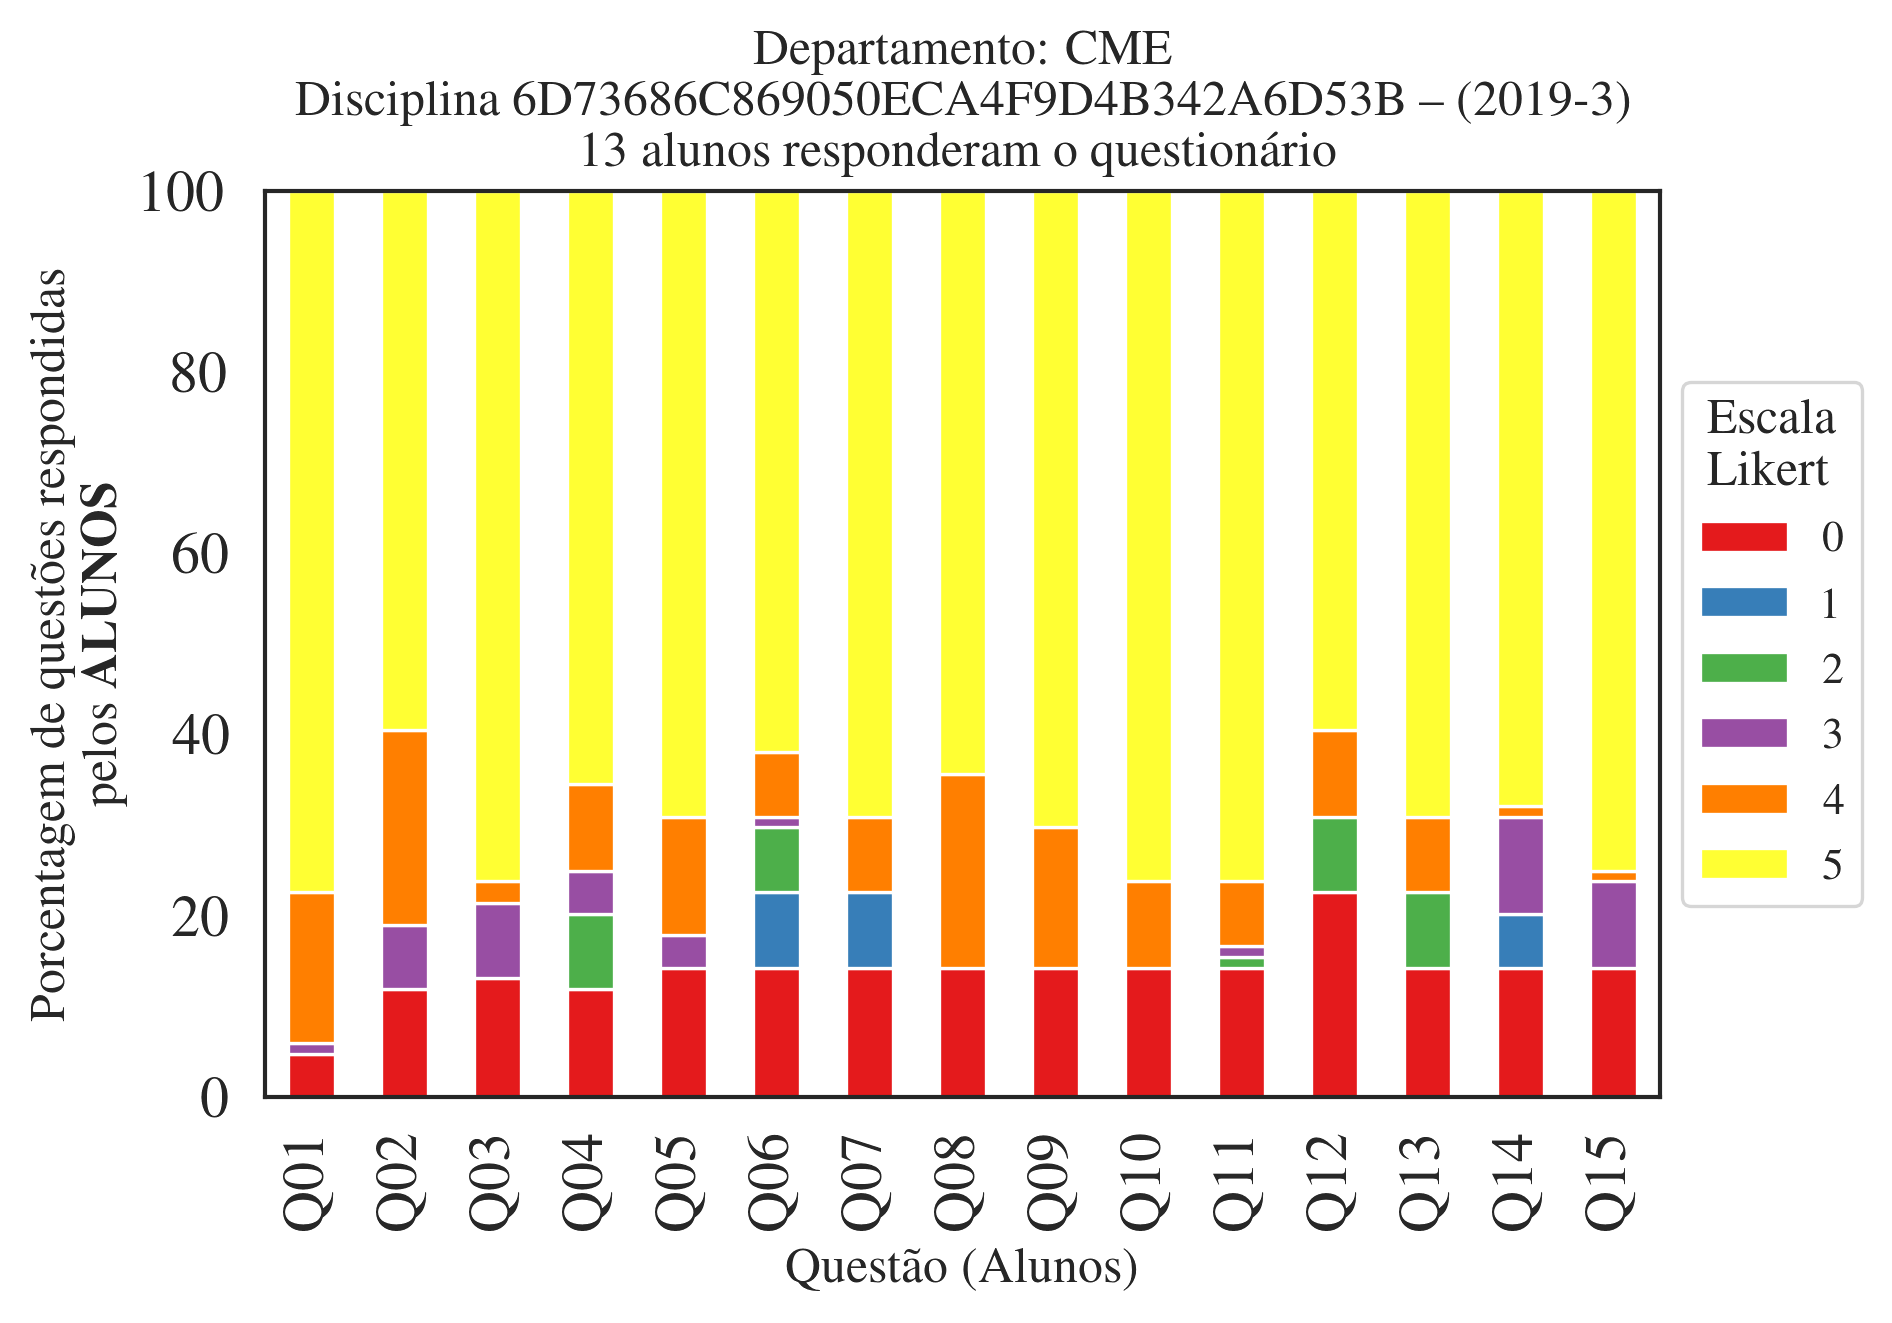 Departamento: CME
Disciplina 6D73686C869050ECA4F9D4B342A6D53B – (2019-3)
13 alunos responderam o questionário
Porcentagem de questões respondidas
pelos ALUNOS
100
80
60
40
20
0
Q01
Q02
Q03
Q04
Q05
Q06
Q07
Q08
Q09
Q10
Q11
Q12
Q13
Q14
Q15
Questão (Alunos)
Escala
Likert
0
1
2
3
4
5